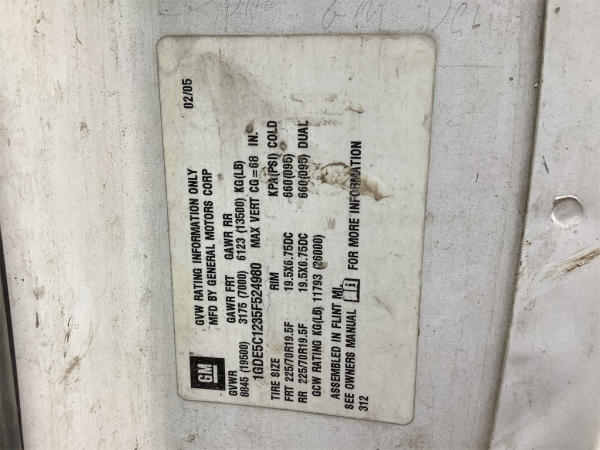 GVW RATING INFORMATION ONLY 02/05
MFD BY GENERAL MOTORS CORP
GM
GVWR GAWR FRT GAWR RR
8845 (19500) 3175 (7000) 6123 (13500) KG(LB)
1GDE5C1235F524980 MAX VERT CG=68 IN.
TIRE SIZE RIM KPA(PSI) COLD
FRT 225/70R19.5F 19.5X6.75DC 660(095)
RR 225/70R19.5F 19.5X6.75DC 660(095) DUAL
GCW RATING KG(LB) 11793 (26000)
ASSEMBLED IN FLINT MI.
SEE OWNERS MANUAL FOR MORE INFORMATION
312